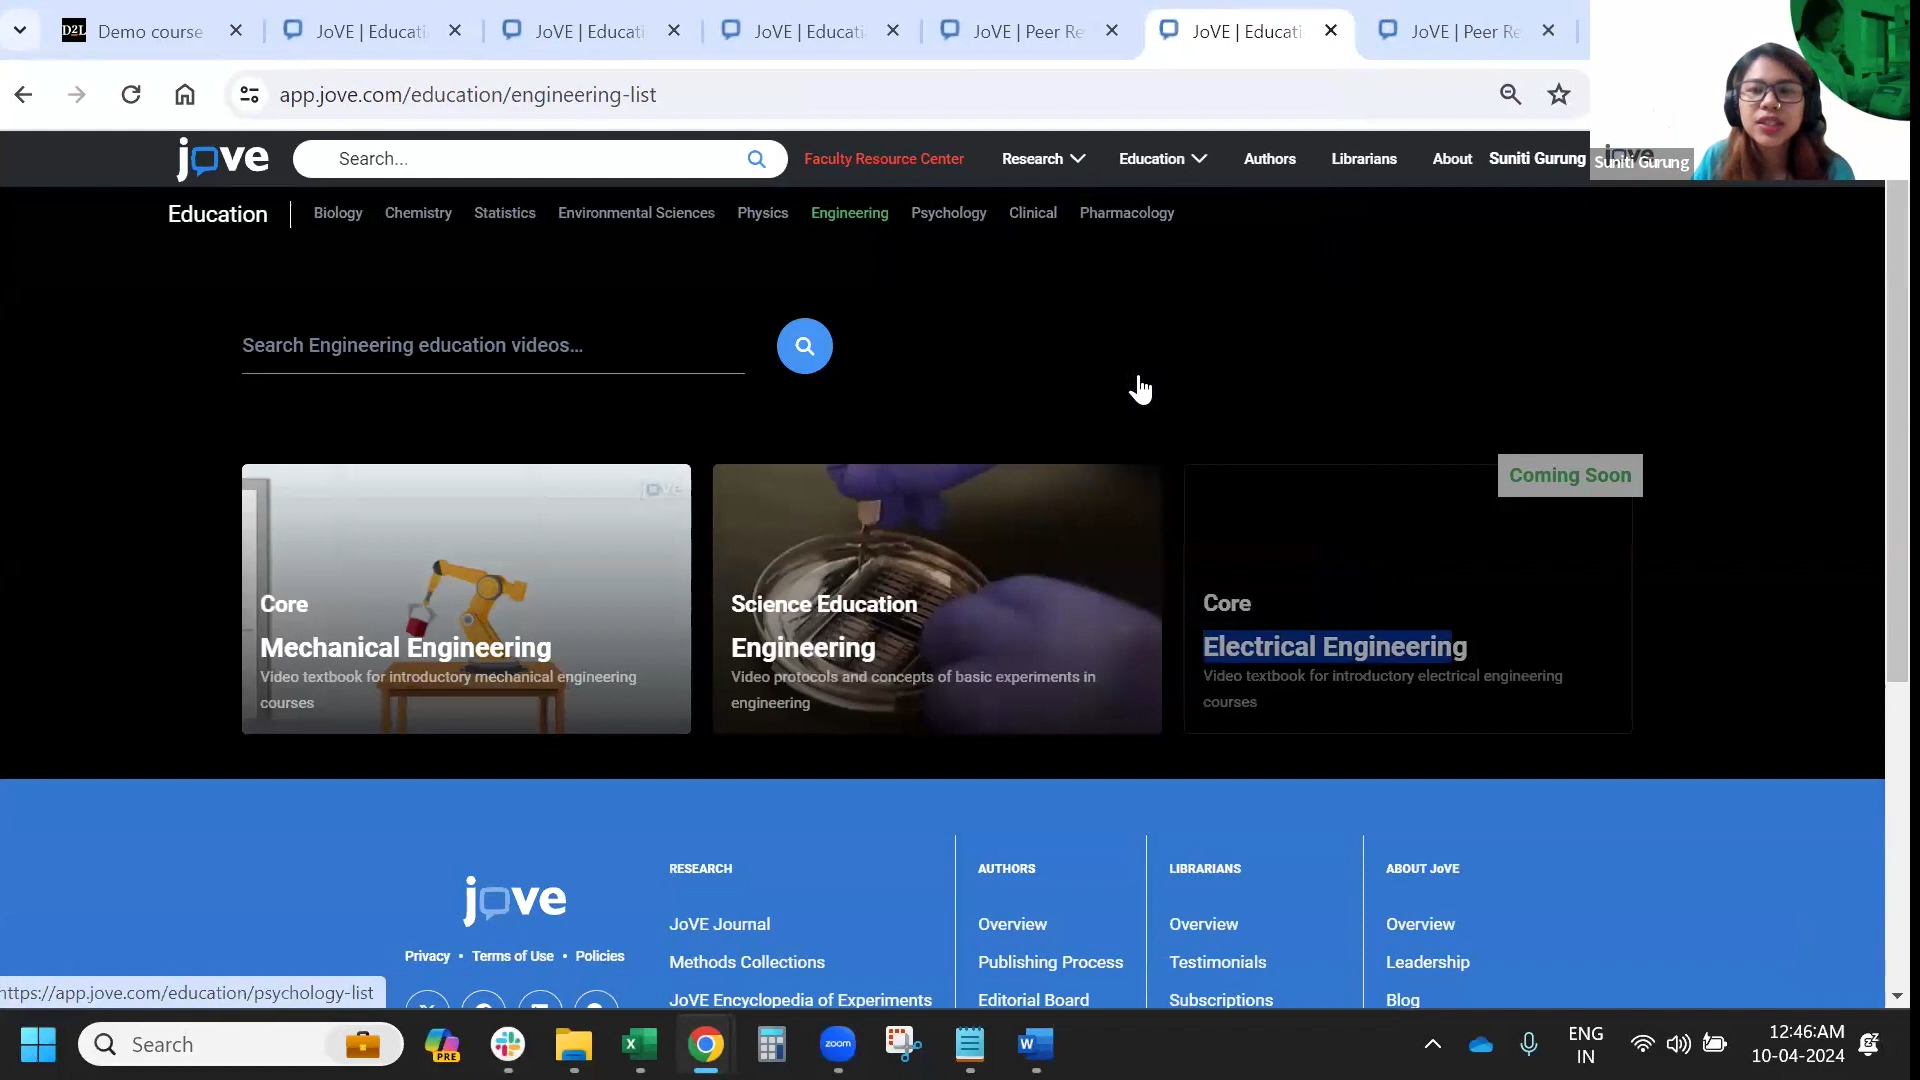 D2L Demo course
JoVE | Educati
JoVE | Educati
JoVE | Educati
JoVE | Peer Re
JoVE | Educati
JoVE | Peer Re
app.jove.com/education/engineering-list
jove
Search...
Faculty Resource Center
Research
Education
Authors
Librarians
About
Suniti Gurung
Suniti Gurung
jove
Education
Biology
Chemistry
Statistics
Environmental Sciences
Physics
Engineering
Psychology
Clinical
Pharmacology
Search Engineering education videos...
jove
Core
Mechanical Engineering
Video textbook for introductory mechanical engineering
courses
Science Education
Engineering
Video protocols and concepts of basic experiments in
engineering
Coming Soon
Core
Electrical Engineering
Video textbook for introductory electrical engineering
courses
jove
Privacy • Terms of Use • Policies
RESEARCH
JoVE Journal
Methods Collections
JoVE Encyclopedia of Experiments
AUTHORS
Overview
Publishing Process
Editorial Board
LIBRARIANS
Overview
Testimonials
Subscriptions
ABOUT JoVE
Overview
Leadership
Blog
https://app.jove.com/education/psychology-list
Search
PRE
zoom
ENG
IN
12:46:AM
10-04-2024